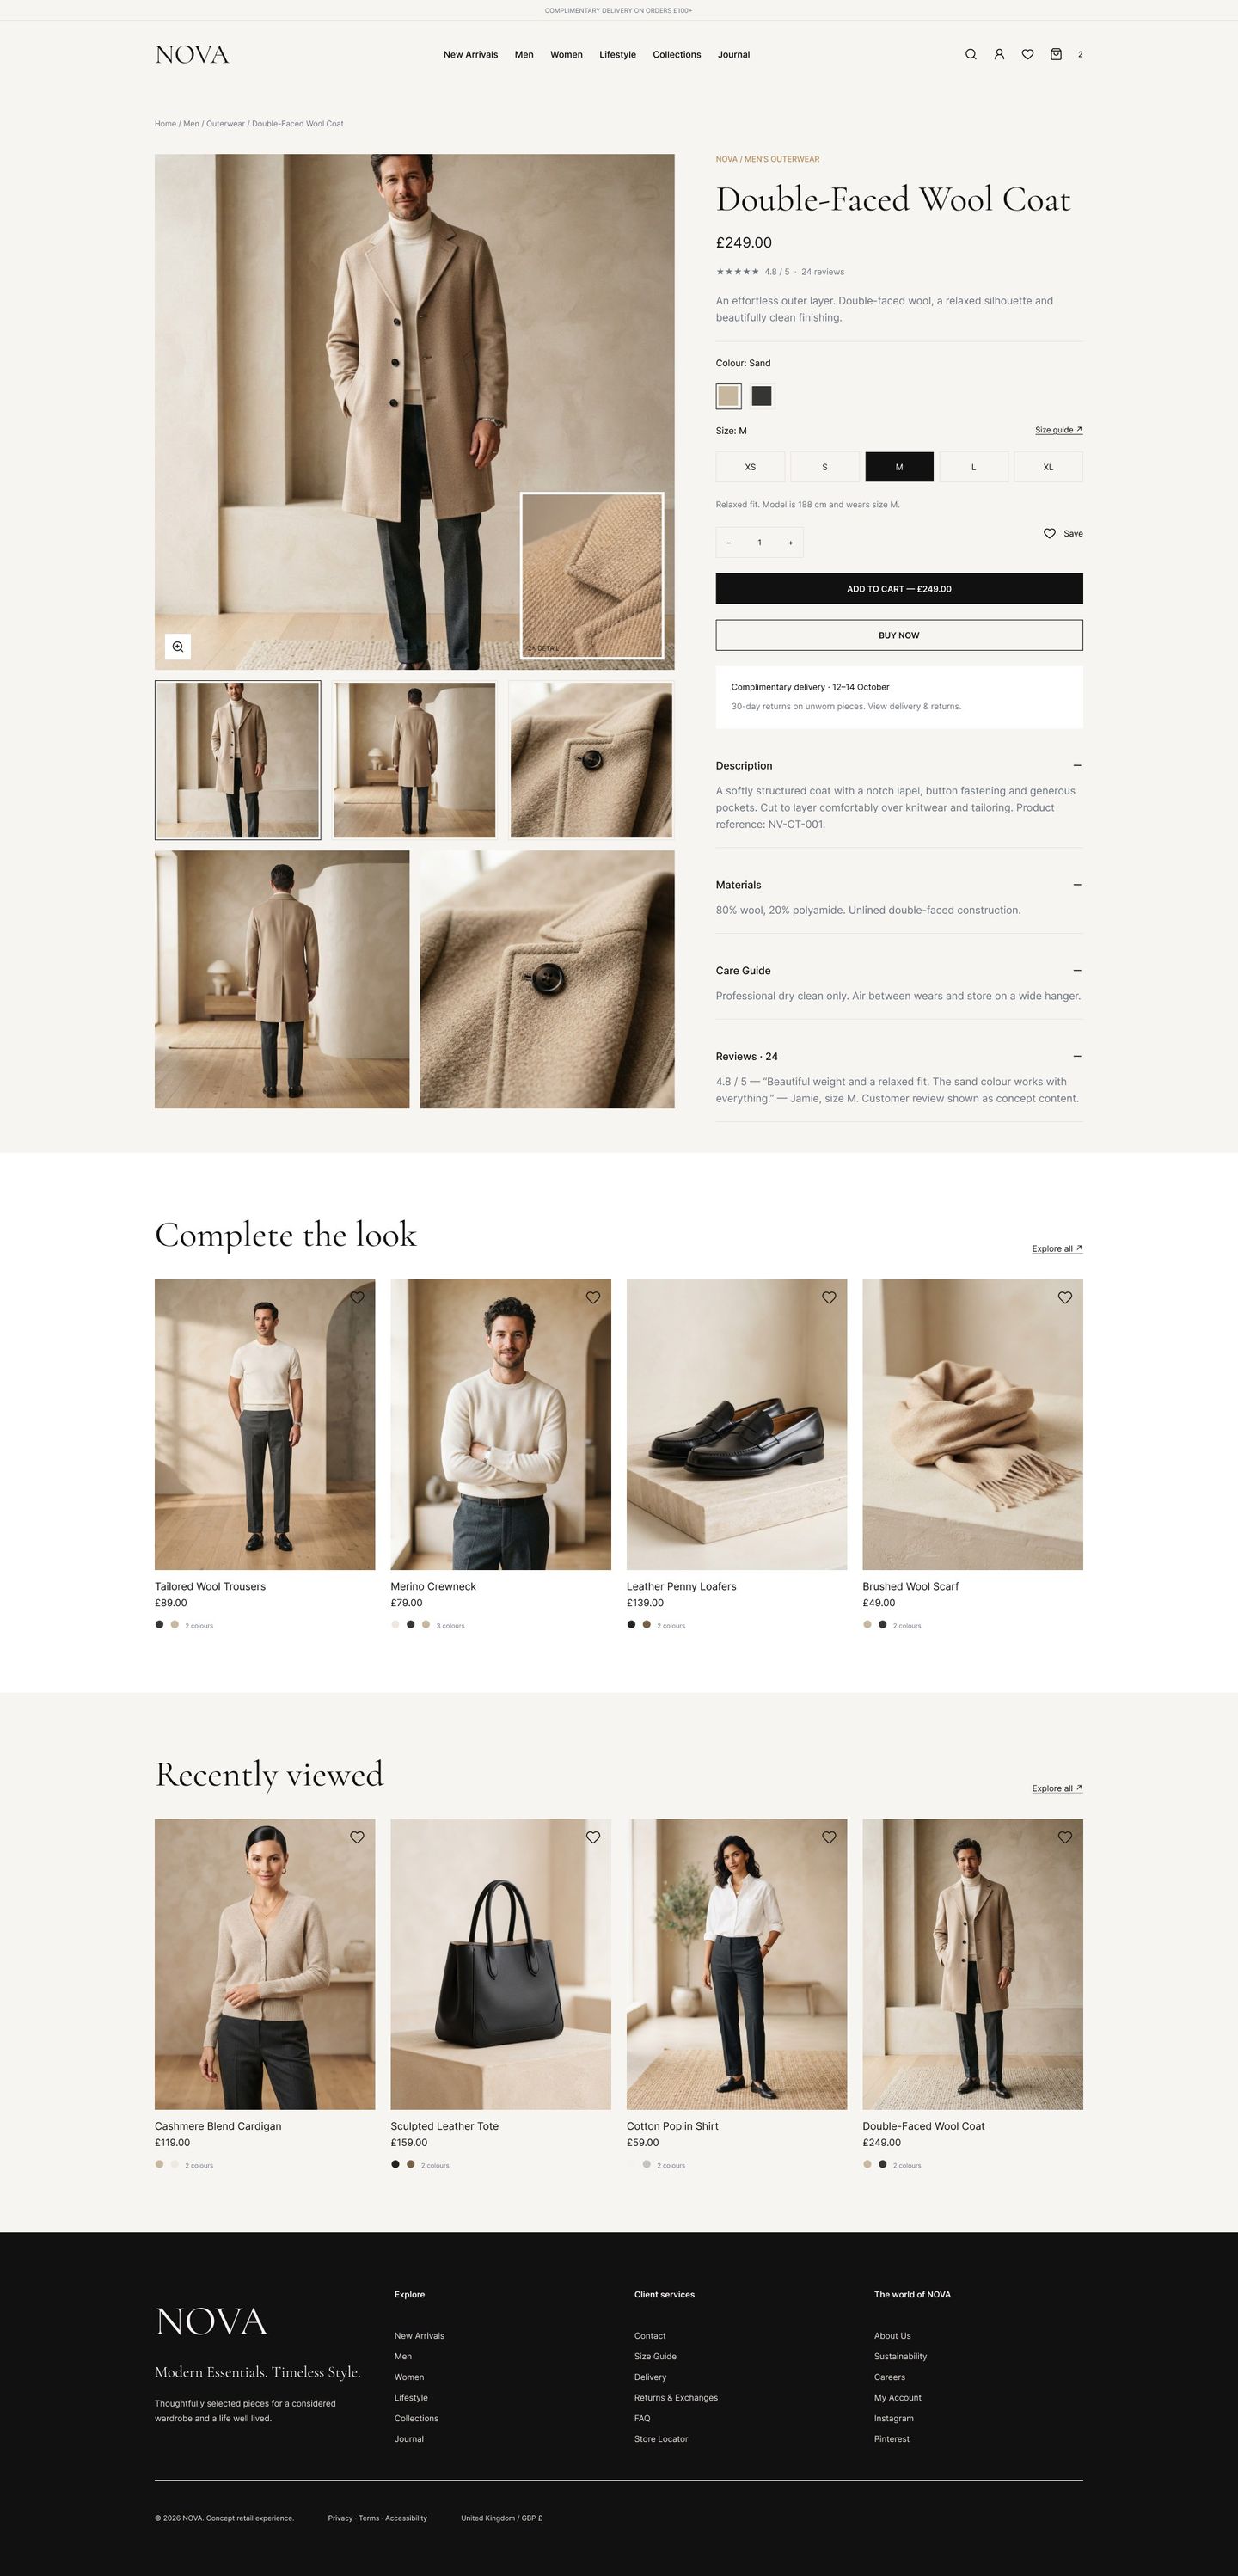 COMPLIMENTARY DELIVERY ON ORDERS £100+
NOVA
New Arrivals
Men
Women
Lifestyle
Collections
Journal
2
Home / Men / Outerwear / Double-Faced Wool Coat
2X DETAIL
NOVA / MEN'S OUTERWEAR
Double-Faced Wool Coat
£249.00
★★★★★ 4.8 / 5 · 24 reviews
An effortless outer layer. Double-faced wool, a relaxed silhouette and
beautifully clean finishing.
Colour: Sand
Size: M
Size guide ↗
XS
S
M
L
XL
Relaxed fit. Model is 188 cm and wears size M.
− 1 +
Save
ADD TO CART — £249.00
BUY NOW
Complimentary delivery · 12–14 October
30-day returns on unworn pieces. View delivery & returns.
Description
A softly structured coat with a notch lapel, button fastening and generous
pockets. Cut to layer comfortably over knitwear and tailoring. Product
reference: NV-CT-001.
Materials
80% wool, 20% polyamide. Unlined double-faced construction.
Care Guide
Professional dry clean only. Air between wears and store on a wide hanger.
Reviews · 24
4.8 / 5 — “Beautiful weight and a relaxed fit. The sand colour works with
everything.” — Jamie, size M. Customer review shown as concept content.
Complete the look
Explore all ↗
Tailored Wool Trousers
£89.00
2 colours
Merino Crewneck
£79.00
3 colours
Leather Penny Loafers
£139.00
2 colours
Brushed Wool Scarf
£49.00
2 colours
Recently viewed
Explore all ↗
Cashmere Blend Cardigan
£119.00
2 colours
Sculpted Leather Tote
£159.00
2 colours
Cotton Poplin Shirt
£59.00
2 colours
Double-Faced Wool Coat
£249.00
2 colours
NOVA
Modern Essentials. Timeless Style.
Thoughtfully selected pieces for a considered
wardrobe and a life well lived.
Explore
New Arrivals
Men
Women
Lifestyle
Collections
Journal
Client services
Contact
Size Guide
Delivery
Returns & Exchanges
FAQ
Store Locator
The world of NOVA
About Us
Sustainability
Careers
My Account
Instagram
Pinterest
© 2026 NOVA. Concept retail experience.
Privacy · Terms · Accessibility
United Kingdom / GBP £